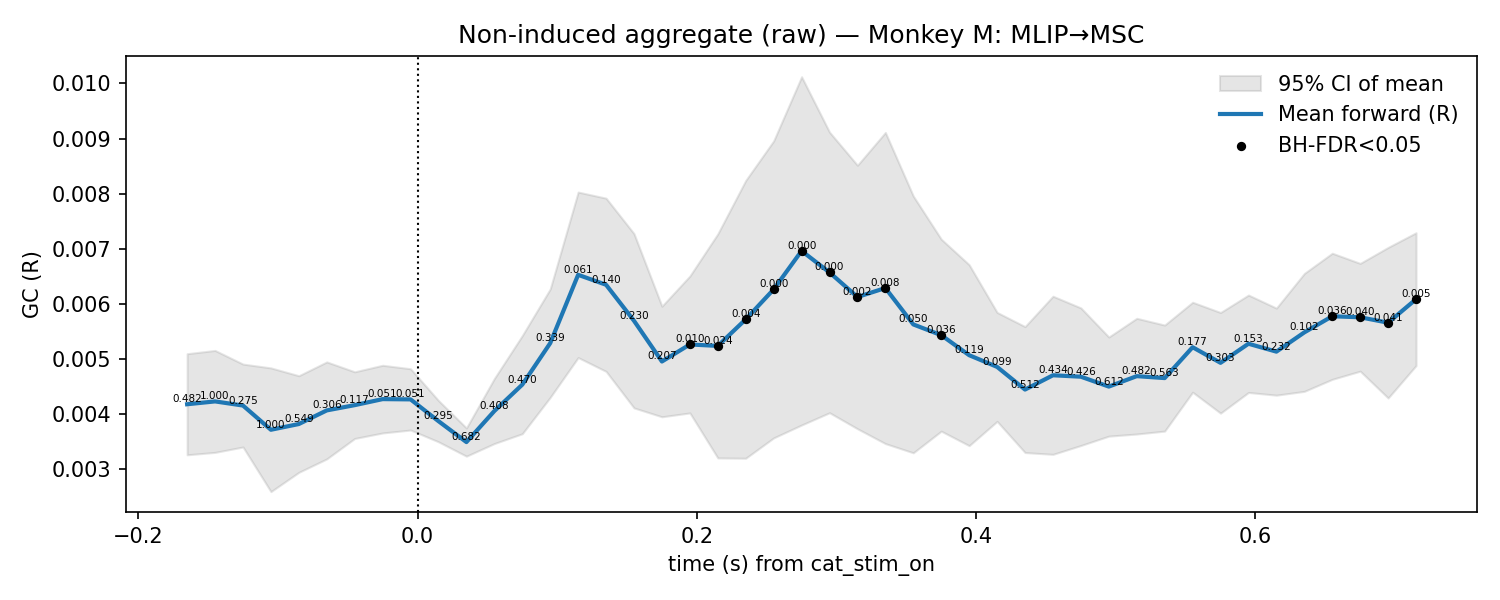 Non-induced aggregate (raw) — Monkey M: MLIP→MSC
95% CI of mean
Mean forward (R)
BH-FDR<0.05
GC (R)
0.010
0.009
0.008
0.007
0.006
0.005
0.004
0.003
0.482 1.000 0.275 1.000 0.549 0.306 0.117 0.051 0.051 0.295 0.682 0.408 0.470 0.339 0.061 0.140 0.230 0.207 0.010 0.024 0.004 0.000 0.000 0.000 0.002 0.008 0.050 0.036 0.119 0.099 0.512 0.434 0.426 0.612 0.482 0.563 0.177 0.303 0.153 0.232 0.102 0.036 0.040 0.041 0.005
−0.2 0.0 0.2 0.4 0.6
time (s) from cat_stim_on